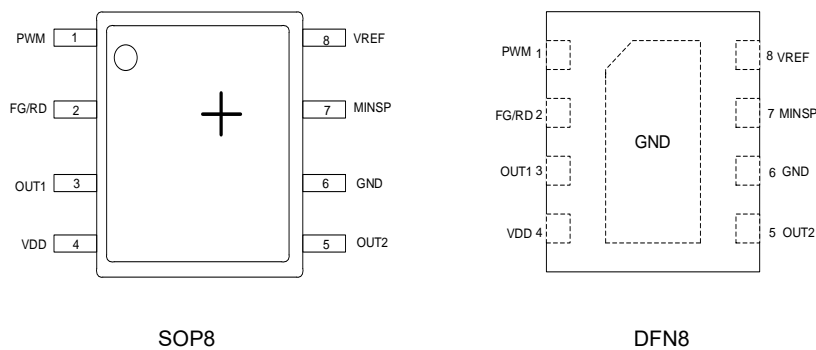 PWM 1 8 VREF
FG/RD 2 7 MINSP
OUT1 3 6 GND
VDD 4 5 OUT2
SOP8
PWM 1 8 VREF
FG/RD 2 7 MINSP
GND
OUT1 3 6 GND
VDD 4 5 OUT2
DFN8